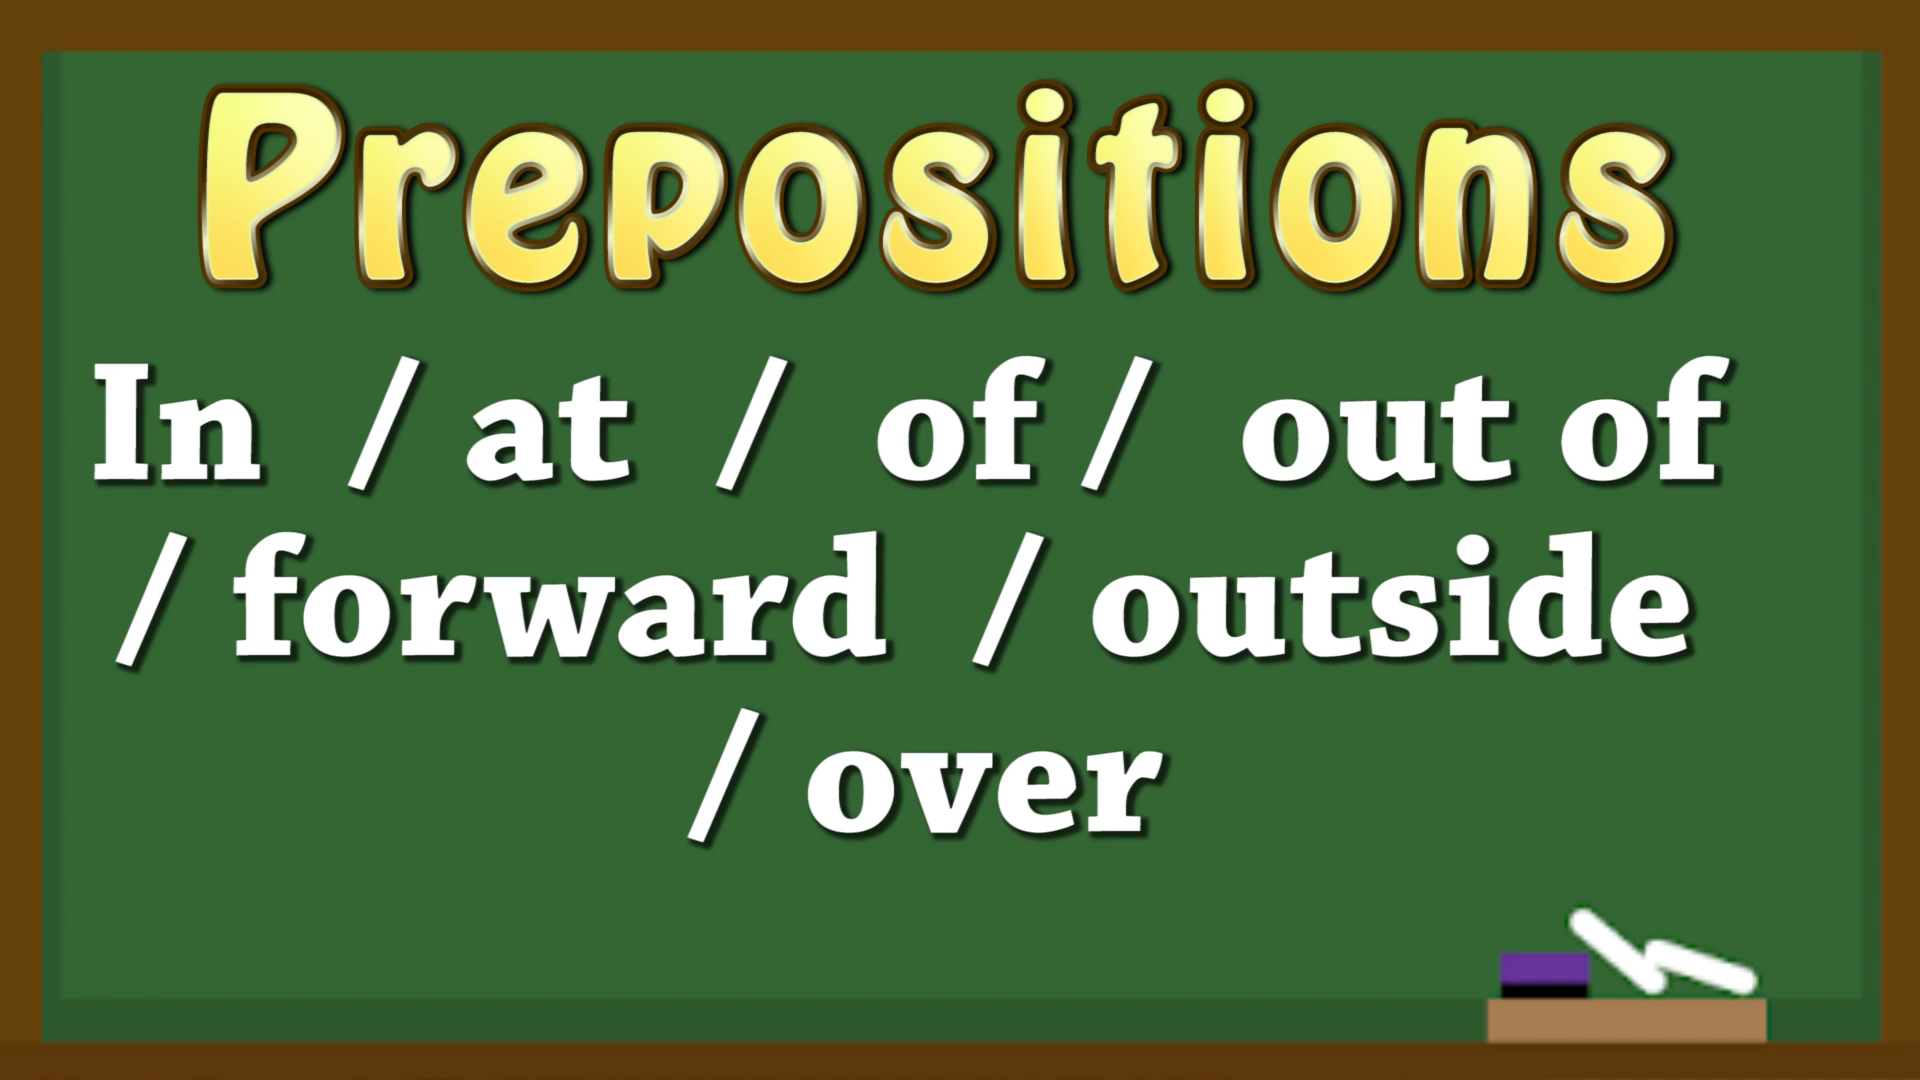 Prepositions
In / at / of / out of
/ forward / outside
/ over